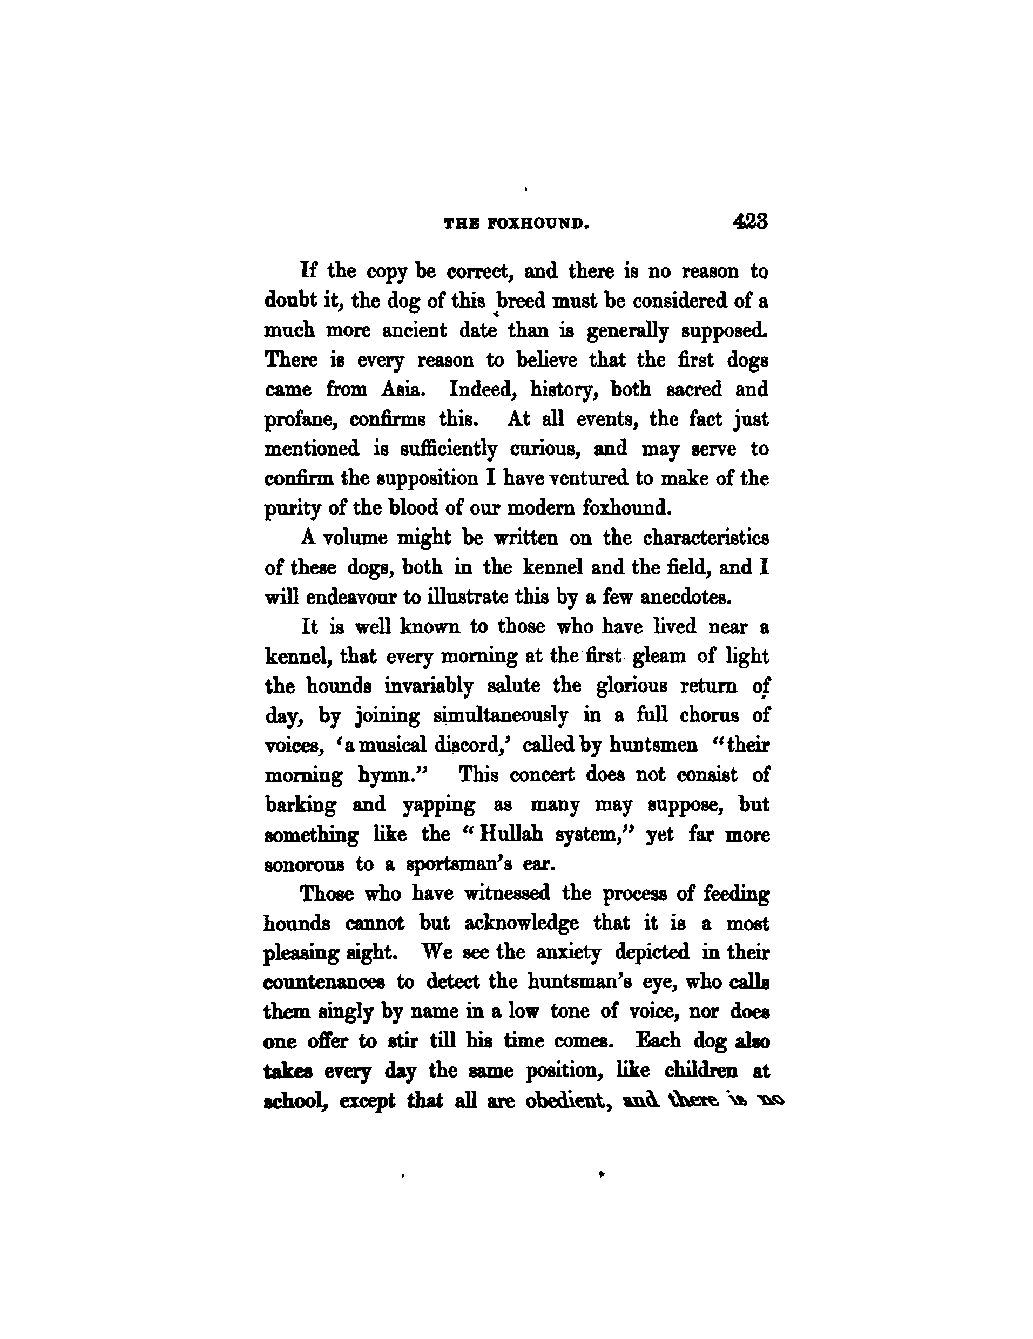 THE FOXHOUND. 423
If the copy be correct, and there is no reason to
doubt it, the dog of this breed must be considered of a
much more ancient date than is generally supposed.
There is every reason to believe that the first dogs
came from Asia. Indeed, history, both sacred and
profane, confirms this. At all events, the fact just
mentioned is sufficiently curious, and may serve to
confirm the supposition I have ventured to make of the
purity of the blood of our modern foxhound.
A volume might be written on the characteristics
of these dogs, both in the kennel and the field, and I
will endeavour to illustrate this by a few anecdotes.
It is well known to those who have lived near a
kennel, that every morning at the first gleam of light
the hounds invariably salute the glorious return of
day, by joining simultaneously in a full chorus of
voices, ‘a musical discord,’ called by huntsmen “their
morning hymn.” This concert does not consist of
barking and yapping as many may suppose, but
something like the “Hullah system,” yet far more
sonorous to a sportsman’s ear.
Those who have witnessed the process of feeding
hounds cannot but acknowledge that it is a most
pleasing sight. We see the anxiety depicted in their
countenances to detect the huntsman’s eye, who calls
them singly by name in a low tone of voice, nor does
one offer to stir till his time comes. Each dog also
takes every day the same position, like children at
school, except that all are obedient, and there is no